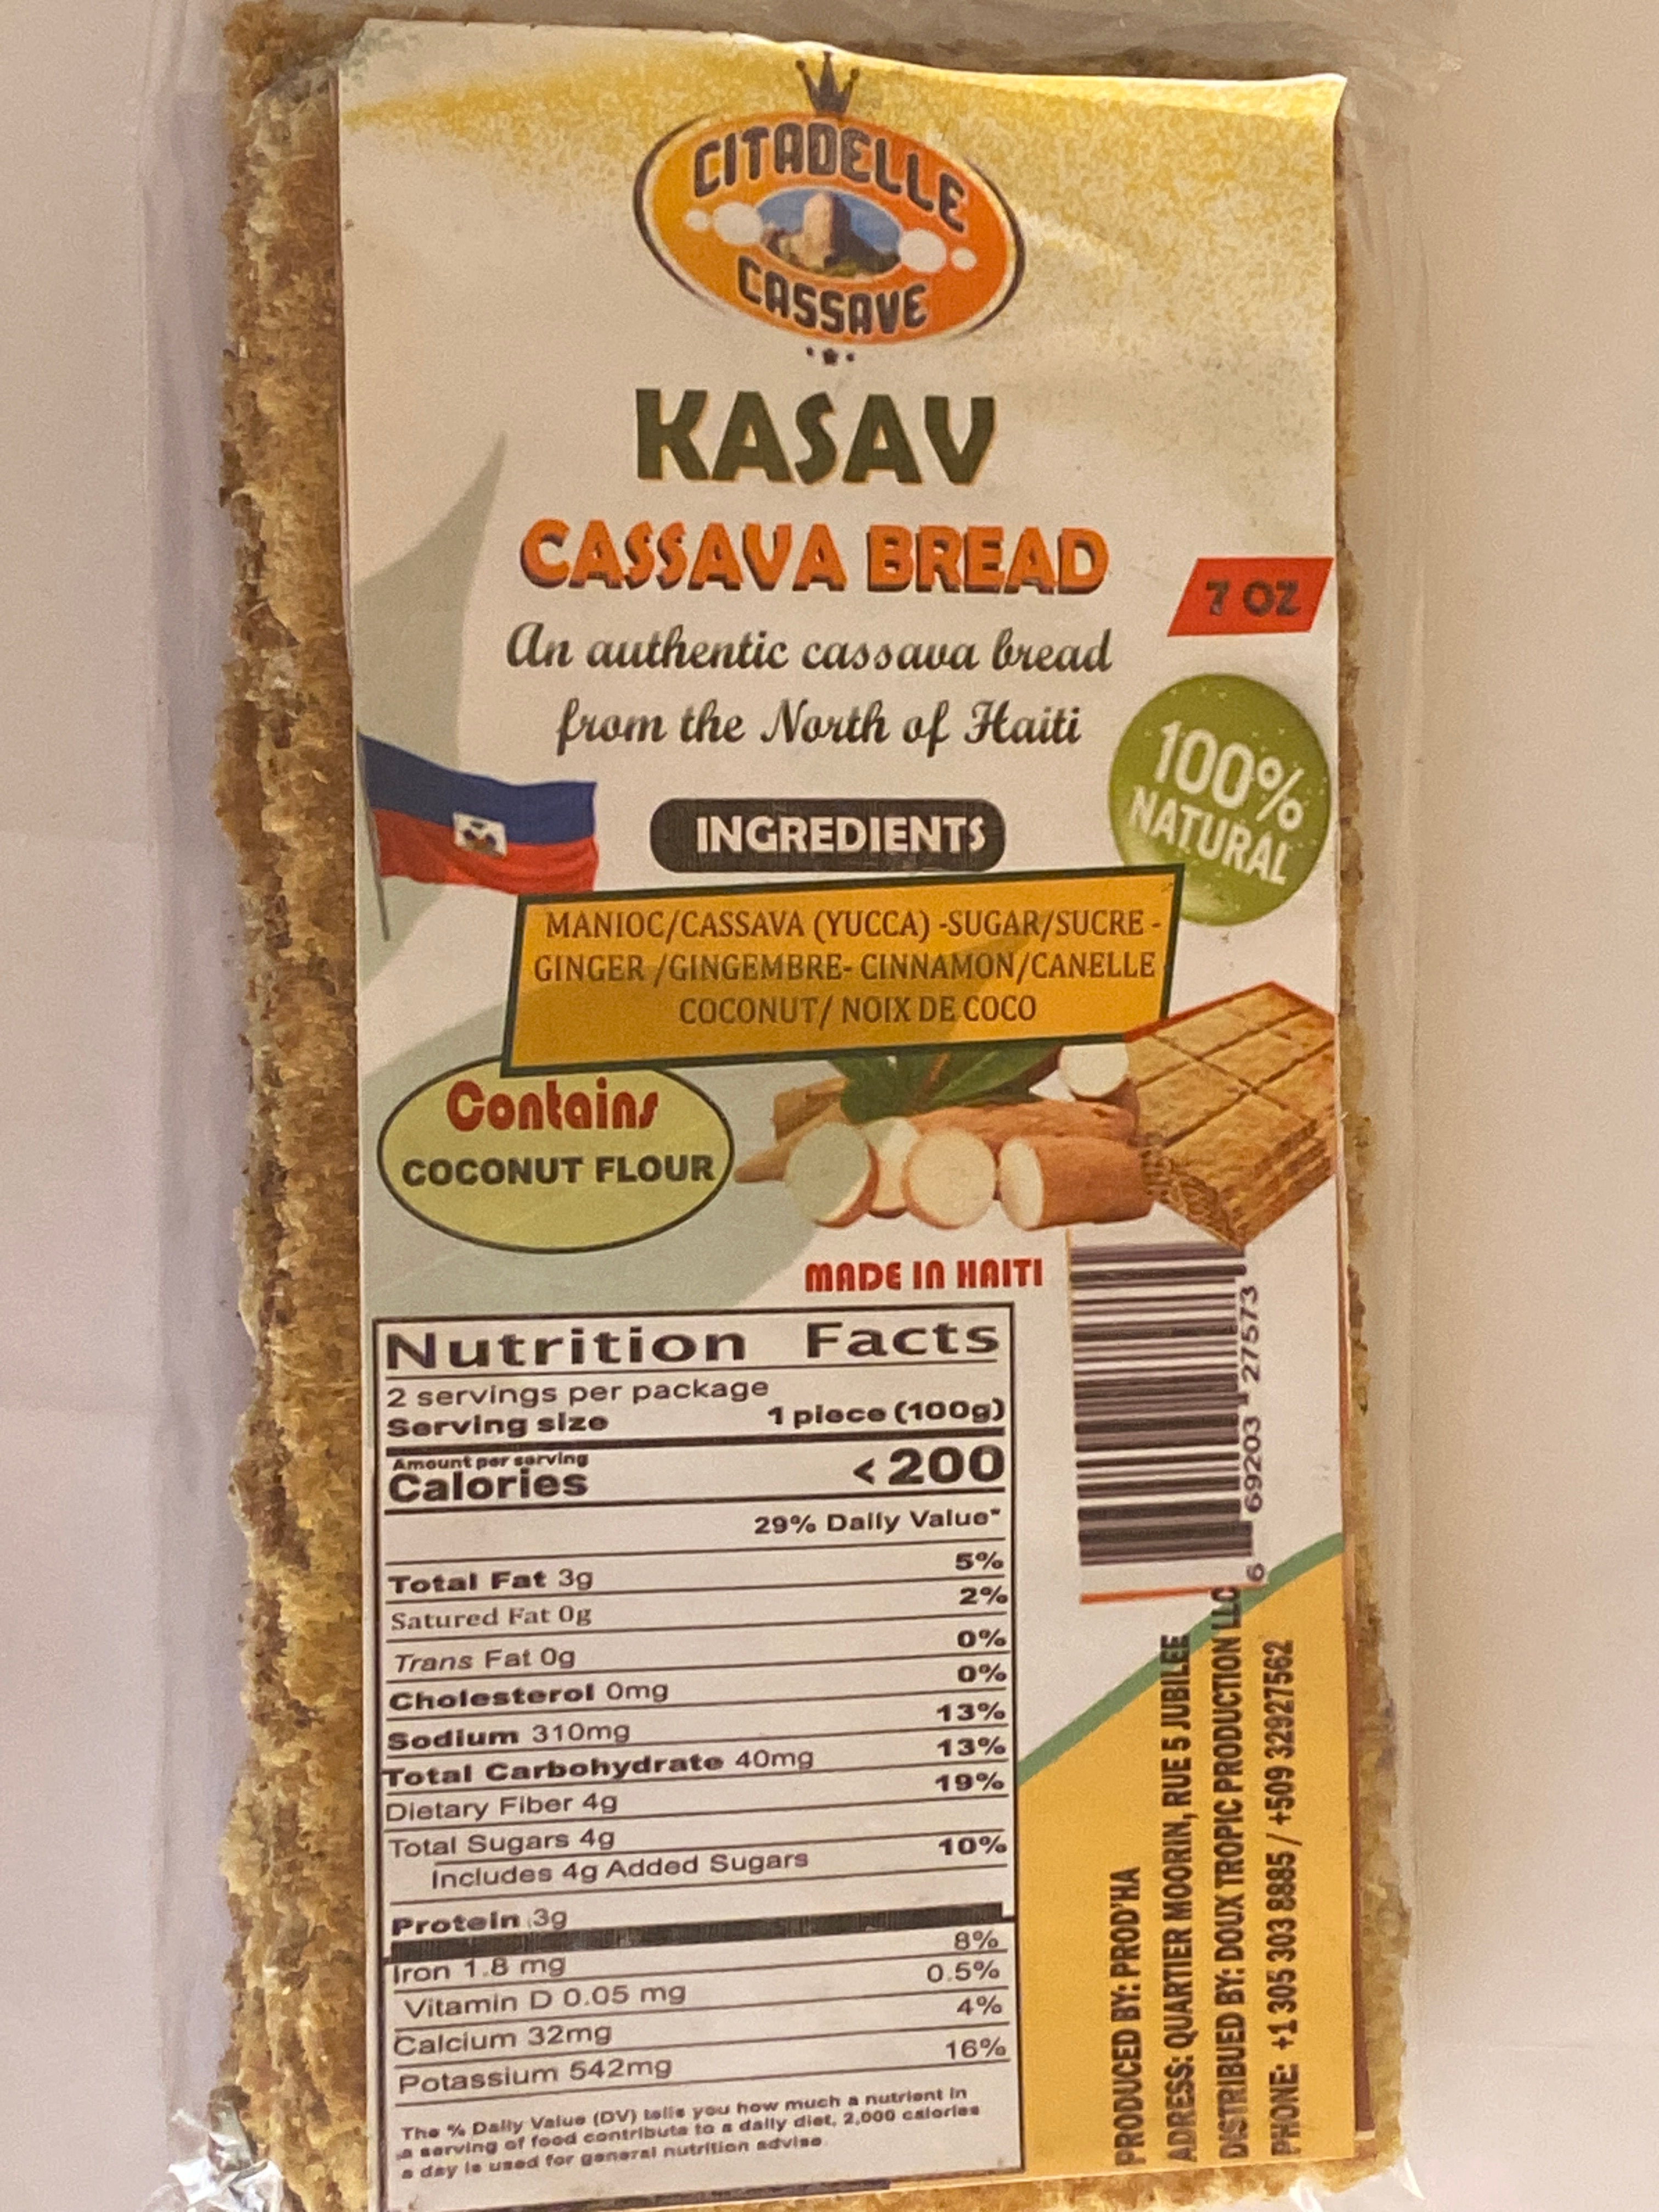 CITADELLE
CASSAVE
KASAV
CASSAVA BREAD
7 OZ
An authentic cassava bread
from the North of Haiti
100%
NATURAL
INGREDIENTS
MANIOC/CASSAVA (YUCCA) -SUGAR/SUCRE -
GINGER /GINGEMBRE- CINNAMON/CANELLE
COCONUT/ NOIX DE COCO
Contains
COCONUT FLOUR
MADE IN HAITI
Nutrition Facts
2 servings per package
Serving size 1 piece (100g)
Amount per serving
Calories <200
29% Daily Value*
Total Fat 3g 5%
Satured Fat 0g 2%
Trans Fat 0g 0%
Cholesterol 0mg 0%
Sodium 310mg 13%
Total Carbohydrate 40mg 13%
Dietary Fiber 4g 19%
Total Sugars 4g
Includes 4g Added Sugars 10%
Protein 3g
Iron 1.8 mg 8%
Vitamin D 0.05 mg 0.5%
Calcium 32mg 4%
Potassium 542mg 16%
The % Daily Value (DV) tells you how much a nutrient in
a serving of food contribute to a daily diet, 2,000 calories
a day is used for general nutrition advise.
6 69203 27573
PRODUCED BY: PROD'HA
ADRESS: QUARTIER MOORIN, RUE 5 JUBILEE
DISTRIBUED BY: DOUX TROPIC PRODUCTION LLC
PHONE: +1 305 303 8885 / +509 32927562